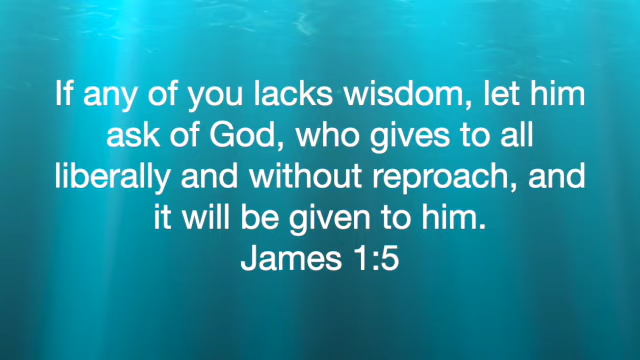 If any of you lacks wisdom, let him
ask of God, who gives to all
liberally and without reproach, and
it will be given to him.
James 1:5